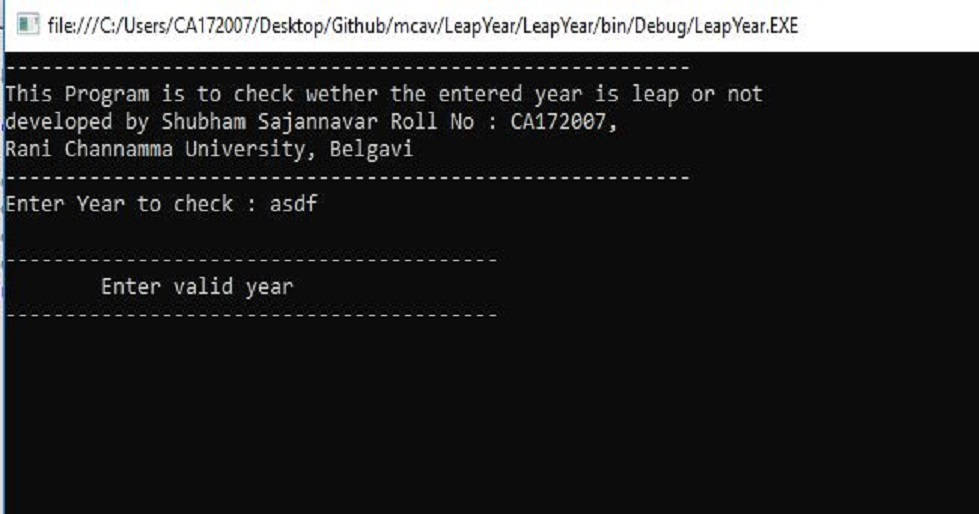 file:///C:/Users/CA172007/Desktop/Github/mcav/LeapYear/LeapYear/bin/Debug/LeapYear.EXE
---------------------------------------------------------
This Program is to check wether the entered year is leap or not
developed by Shubham Sajannavar Roll No : CA172007,
Rani Channamma University, Belgavi
---------------------------------------------------------
Enter Year to check : asdf
-----------------------------------------
Enter valid year
-----------------------------------------